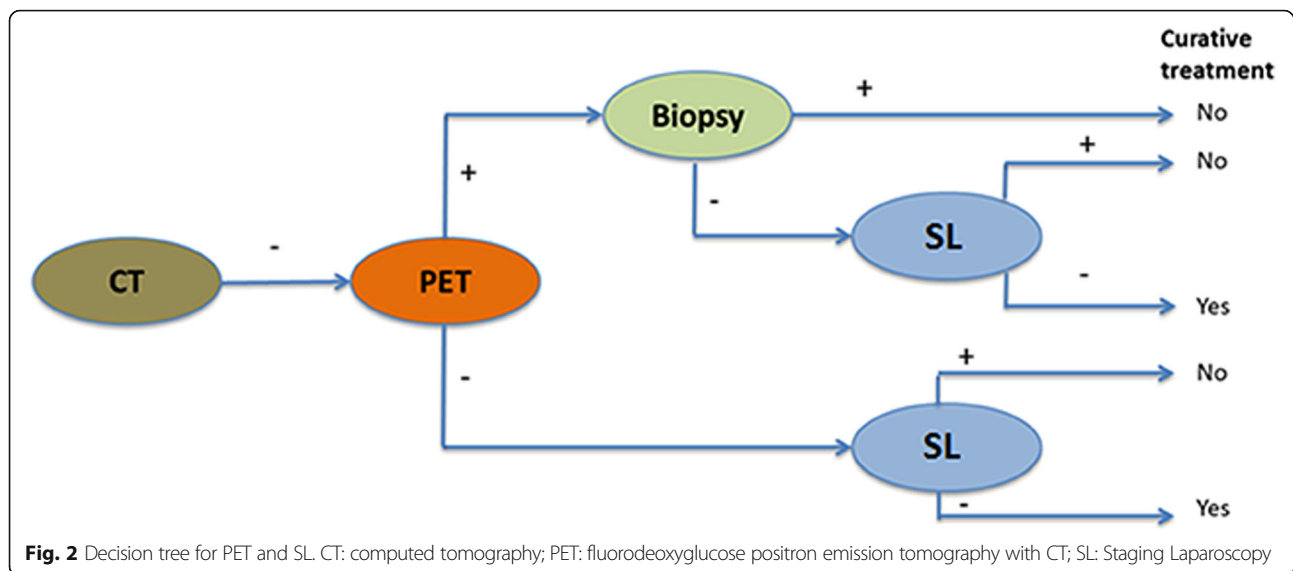 Curative
treatment
Biopsy
+
No
+
No
+
-
SL
-
CT
-
PET
-
Yes
+
No
SL
-
Yes
Fig. 2 Decision tree for PET and SL. CT: computed tomography; PET: fluorodeoxyglucose positron emission tomography with CT; SL: Staging Laparoscopy